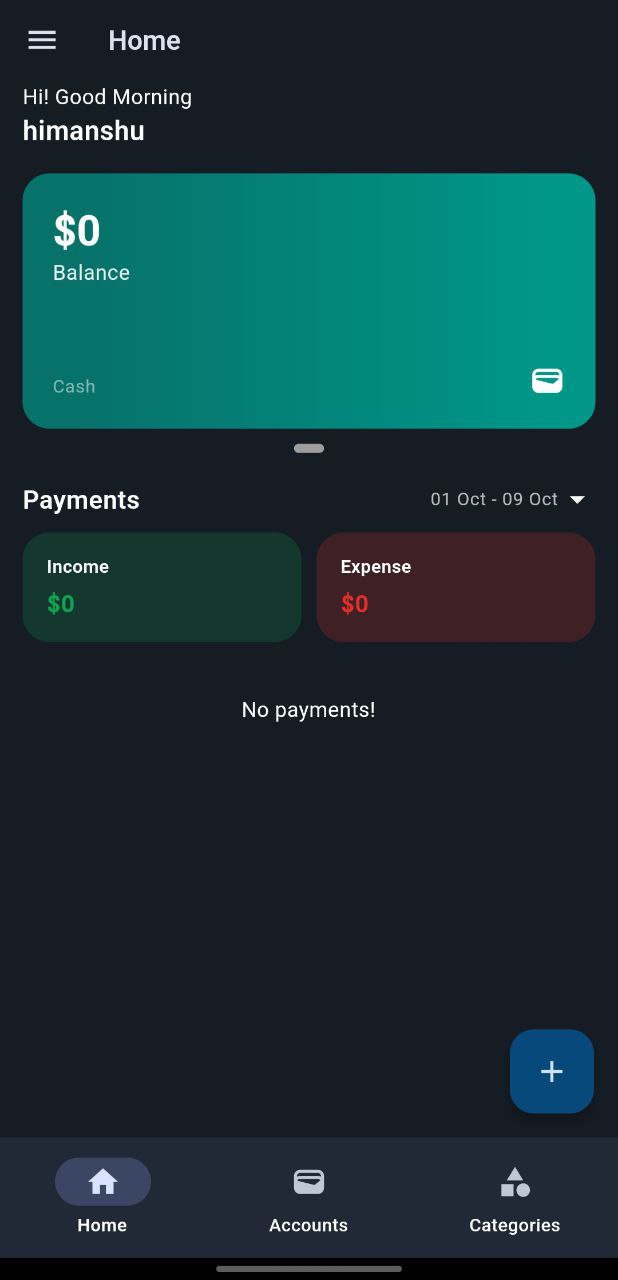 Home
Hi! Good Morning
himanshu
$0
Balance
Cash
Payments
01 Oct - 09 Oct
Income
$0
Expense
$0
No payments!
+
Home
Accounts
Categories